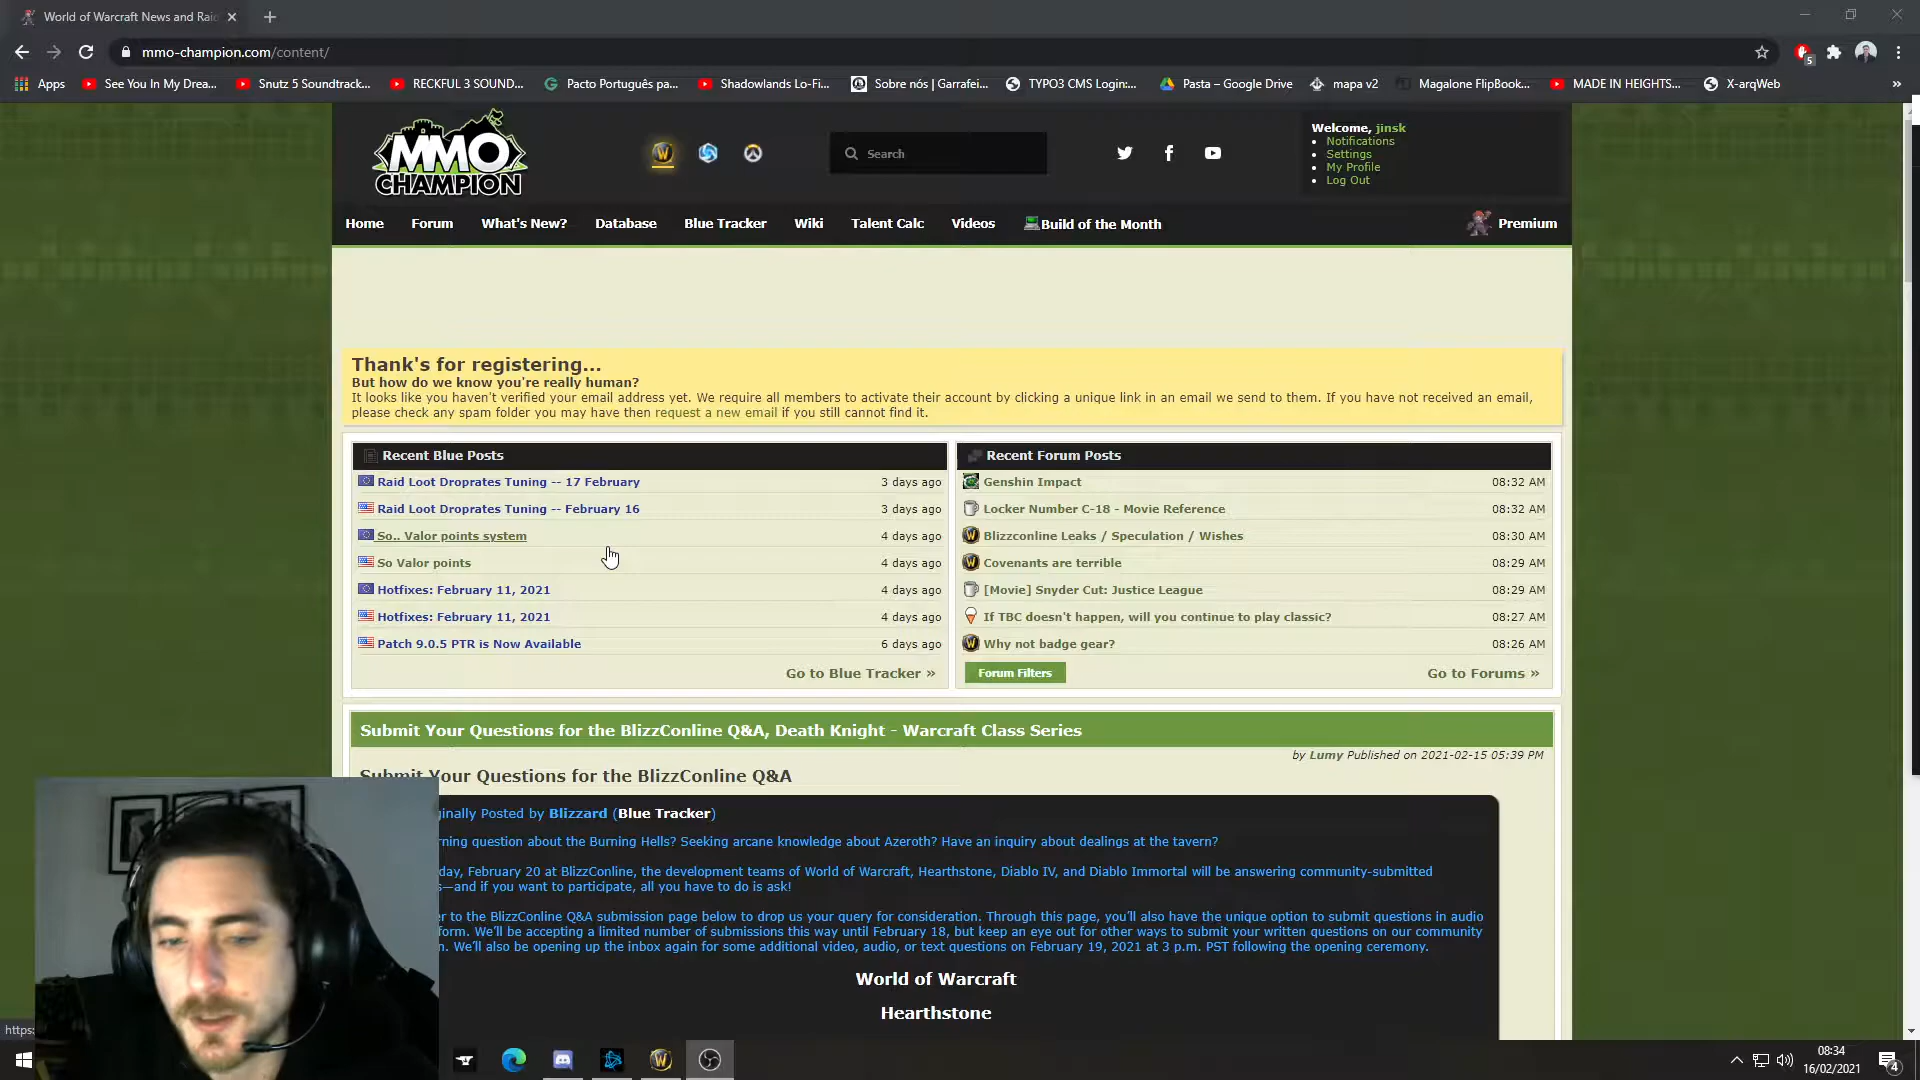 World of Warcraft News and Raid
mmo-champion.com/content/
5
Apps
See You In My Drea...
Snutz 5 Soundtrack...
RECKFUL 3 SOUND...
Pacto Português pa...
Shadowlands Lo-Fi...
Sobre nós | Garrafei...
TYPO3 CMS Login:...
Pasta – Google Drive
mapa v2
Magalone FlipBook...
MADE IN HEIGHTS...
X-arqWeb
»
MMO
CHAMPION
Search
Welcome, jinsk
Notifications
Settings
My Profile
Log Out
Home
Forum
What's New?
Database
Blue Tracker
Wiki
Talent Calc
Videos
Build of the Month
Premium
Thank's for registering...
But how do we know you're really human?
It looks like you haven't verified your email address yet. We require all members to activate their account by clicking a unique link in an email we send to them. If you have not received an email,
please check any spam folder you may have then request a new email if you still cannot find it.
Recent Blue Posts
Raid Loot Droprates Tuning -- 17 February 3 days ago
Raid Loot Droprates Tuning -- February 16 3 days ago
So.. Valor points system 4 days ago
So Valor points 4 days ago
Hotfixes: February 11, 2021 4 days ago
Hotfixes: February 11, 2021 4 days ago
Patch 9.0.5 PTR is Now Available 6 days ago
Go to Blue Tracker »
Recent Forum Posts
Genshin Impact 08:32 AM
Locker Number C-18 - Movie Reference 08:32 AM
Blizzconline Leaks / Speculation / Wishes 08:30 AM
Covenants are terrible 08:29 AM
[Movie] Snyder Cut: Justice League 08:29 AM
If TBC doesn't happen, will you continue to play classic? 08:27 AM
Why not badge gear? 08:26 AM
Forum Filters
Go to Forums »
Submit Your Questions for the BlizzConline Q&A, Death Knight - Warcraft Class Series
by Lumy Published on 2021-02-15 05:39 PM
Submit Your Questions for the BlizzConline Q&A
ginally Posted by Blizzard (Blue Tracker)
rning question about the Burning Hells? Seeking arcane knowledge about Azeroth? Have an inquiry about dealings at the tavern?
day, February 20 at BlizzConline, the development teams of World of Warcraft, Hearthstone, Diablo IV, and Diablo Immortal will be answering community-submitted
s—and if you want to participate, all you have to do is ask!
er to the BlizzConline Q&A submission page below to drop us your query for consideration. Through this page, you'll also have the unique option to submit questions in audio
form. We'll be accepting a limited number of submissions this way until February 18, but keep an eye out for other ways to submit your written questions on our community
n. We'll also be opening up the inbox again for some additional video, audio, or text questions on February 19, 2021 at 3 p.m. PST following the opening ceremony.
World of Warcraft
Hearthstone
https:
08:34
16/02/2021
4